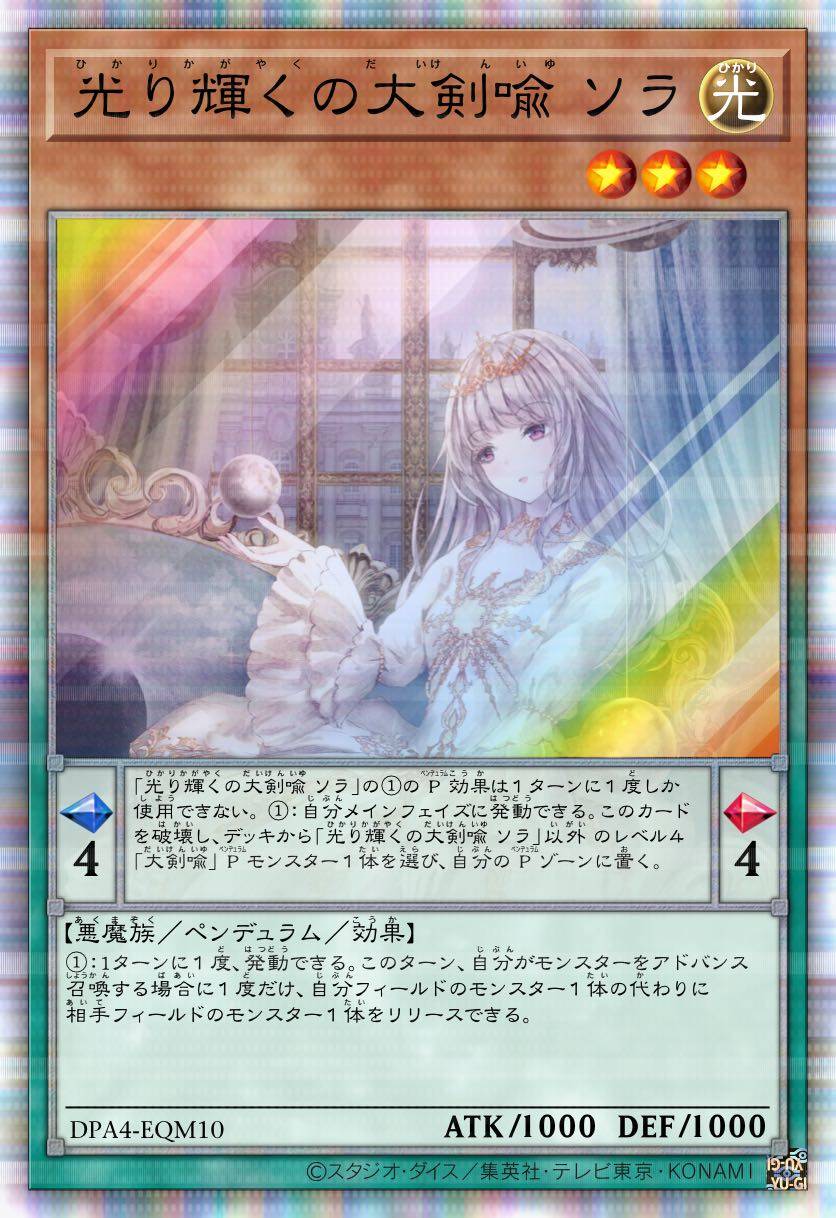 光り輝くの大剣喩 ソラ
光
「光り輝くの大剣喩 ソラ」の①の P 効果は1ターンに1度しか
使用できない。 ①:自分メインフェイズに発動できる。このカード
を破壊し、デッキから「光り輝くの大剣喩 ソラ」以外 のレベル4
「大剣喩」P モンスター1体を選び、自分の P ゾーンに置く。
4
4
【悪魔族/ペンデュラム/効果】
①:1ターンに1度、発動できる。このターン、自分がモンスターをアドバンス
召喚する場合に1度だけ、自分フィールドのモンスター1体の代わりに
相手フィールドのモンスター1体をリリースできる。
DPA4-EQM10
ATK/1000 DEF/1000
©スタジオ・ダイス/集英社・テレビ東京・KONAMI
YU-GI